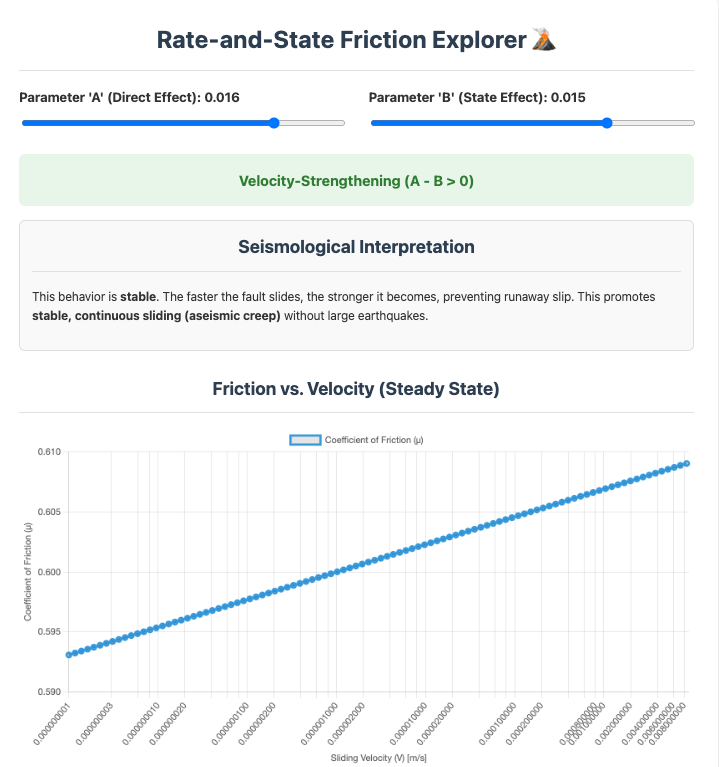 Rate-and-State Friction Explorer 🌋
Parameter 'A' (Direct Effect): 0.016
Parameter 'B' (State Effect): 0.015
Velocity-Strengthening (A - B > 0)
Seismological Interpretation
This behavior is stable. The faster the fault slides, the stronger it becomes, preventing runaway slip. This promotes
stable, continuous sliding (aseismic creep) without large earthquakes.
Friction vs. Velocity (Steady State)
Coefficient of Friction (μ)
0.610
0.605
0.600
0.595
0.590
Coefficient of Friction (μ)
0.000000001
0.000000003
0.000000010
0.000000020
0.000000100
0.000000200
0.000001000
0.000002000
0.000010000
0.000020000
0.000100000
0.000200000
0.001000000
0.002000000
0.004000000
0.006000000
0.008000000
Sliding Velocity (V) [m/s]